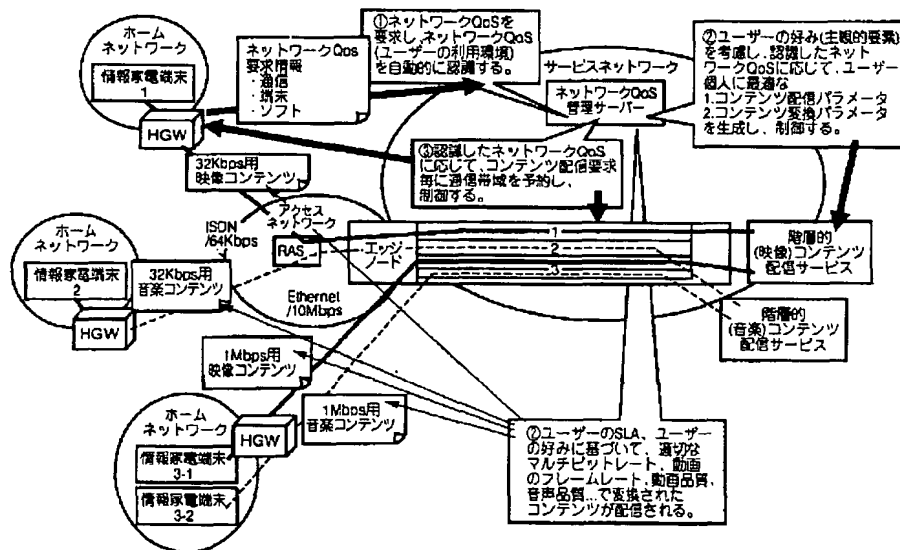 ホーム
ネットワーク
情報家電端末
1
HGW
ネットワークQos
要求情報
・通信
・端末
・ソフト
①ネットワークQoSを
要求し、ネットワークQoS
(ユーザーの利用環境)
を自動的に認識する。
サービスネットワーク
ネットワークQoS
管理サーバー
②ユーザーの好み(主観的要素)
を考慮し、認識したネット
ワークQoSに応じて、ユーザー
個人に最適な
1.コンテンツ配信パラメータ
2.コンテンツ変換パラメータ
を生成し、制御する。
③認識したネットワークQoS
に応じて、コンテンツ配信要求
毎に通信帯域を予約し、
制御する。
32Kbps用
映像コンテンツ
アクセス
ネットワーク
ISDN
/64Kbps
RAS
エッジ
ノード
1
2
3
階層的
(映像)コンテンツ
配信サービス
ホーム
ネットワーク
情報家電端末
2
HGW
32Kbps用
音楽コンテンツ
Ethernet
/10Mbps
階層的
(音楽)コンテンツ
配信サービス
1Mbps用
映像コンテンツ
1Mbps用
音楽コンテンツ
ホーム
ネットワーク
HGW
情報家電端末
3-1
情報家電端末
3-2
②ユーザーのSLA、ユーザー
の好みに基づいて、適切な
マルチビットレート、動画
のフレームレート、動画品質、
音声品質…で変換された
コンテンツが配信される。